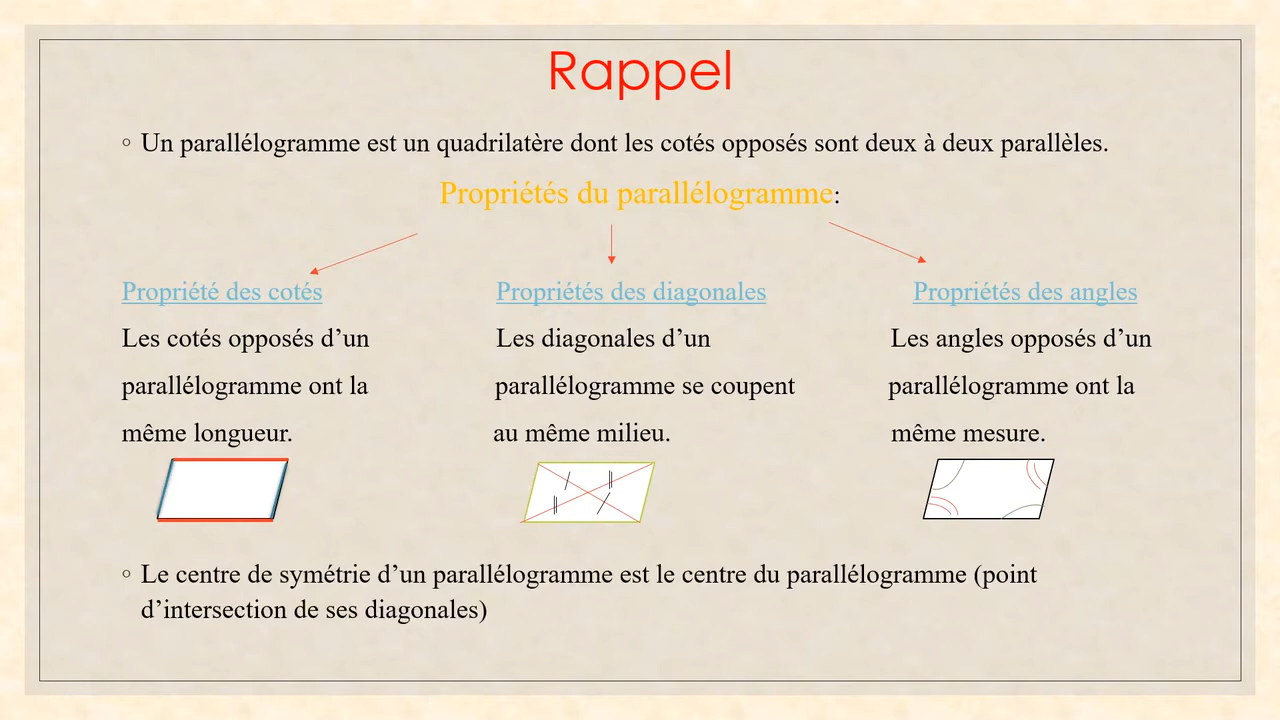 Rappel
◦ Un parallélogramme est un quadrilatère dont les cotés opposés sont deux à deux parallèles.
Propriétés du parallélogramme:
Propriété des cotés
Les cotés opposés d’un
parallélogramme ont la
même longueur.
Propriétés des diagonales
Les diagonales d’un
parallélogramme se coupent
au même milieu.
Propriétés des angles
Les angles opposés d’un
parallélogramme ont la
même mesure.
◦ Le centre de symétrie d’un parallélogramme est le centre du parallélogramme (point
d’intersection de ses diagonales)